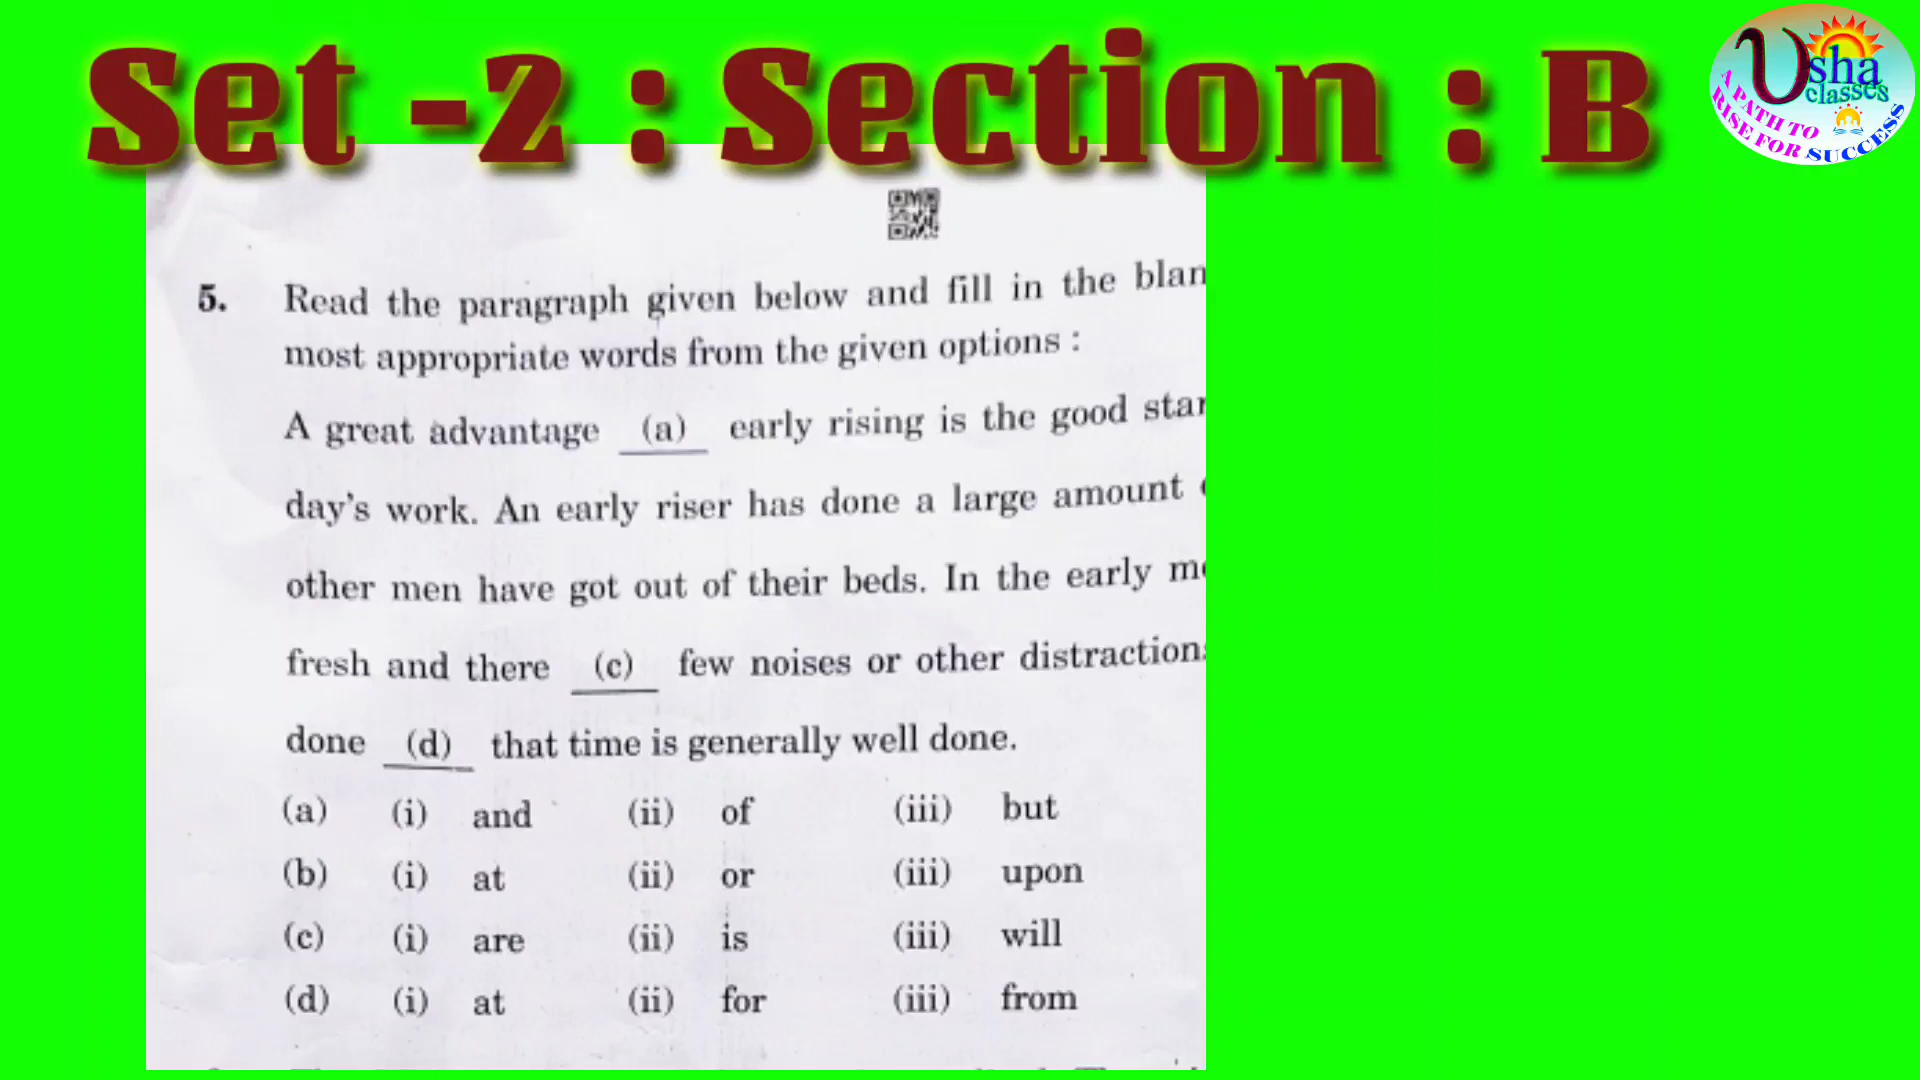 Set -2 : Section : B
Usha
classes
A PATH TO
RISE FOR SUCCESS
5. Read the paragraph given below and fill in the
most appropriate words from the given options :
A great advantage (a) early rising is the good
day's work. An early riser has done a large amount
other men have got out of their beds. In the early
fresh and there (c) few noises or other
done (d) that time is generally well done.
(a) (i) and (ii) of (iii) but
(b) (i) at (ii) or (iii) upon
(c) (i) are (ii) is (iii) will
(d) (i) at (ii) for (iii) from